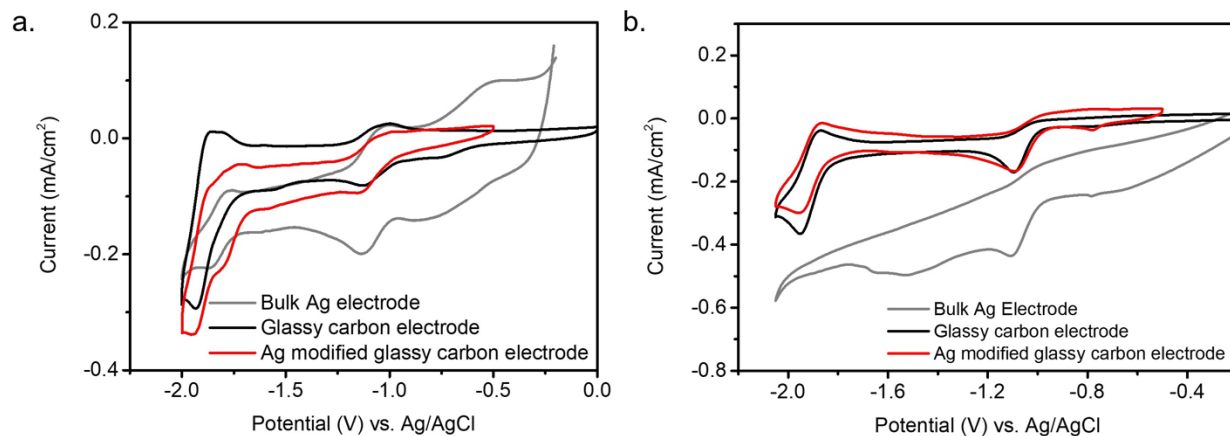 a.
0.2
0.0
-0.2
-0.4
Current (mA/cm²)
Bulk Ag electrode
Glassy carbon electrode
Ag modified glassy carbon electrode
-2.0 -1.5 -1.0 -0.5 0.0
Potential (V) vs. Ag/AgCl
b.
0.2
0.0
-0.2
-0.4
-0.6
-0.8
Current (mA/cm²)
Bulk Ag Electrode
Glassy carbon electrode
Ag modified glassy carbon electrode
-2.0 -1.6 -1.2 -0.8 -0.4
Potential (V) vs. Ag/AgCl